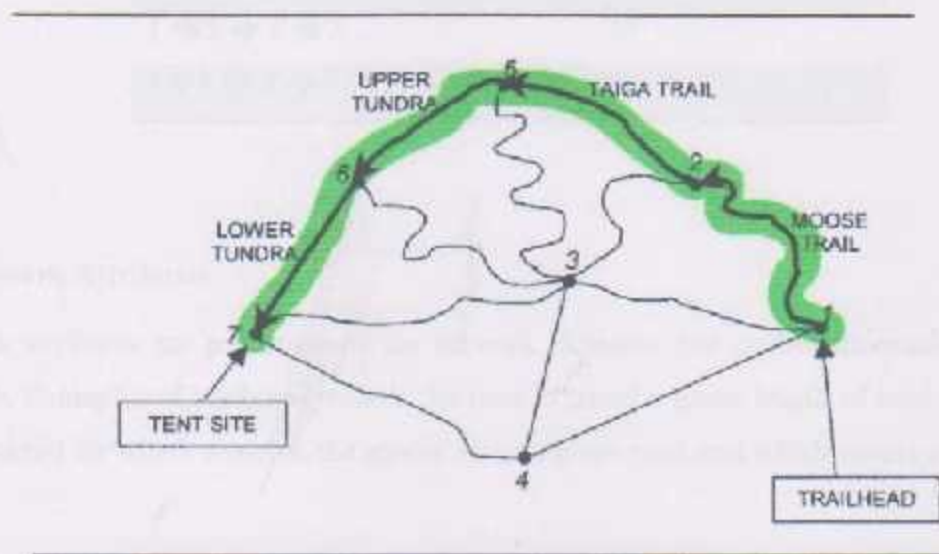 5
UPPER
TUNDRA
TAIGA TRAIL
6
2
LOWER
TUNDRA
MOOSE
TRAIL
3
7
1
TENT SITE
4
TRAILHEAD